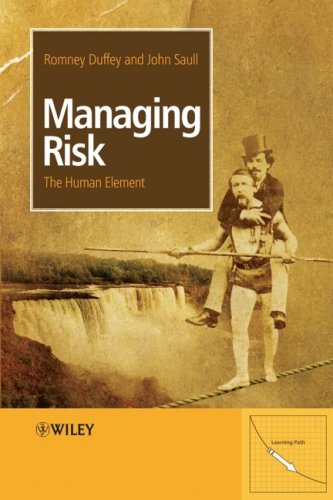 Romney Duffey and John Saull
Managing
Risk
The Human Element
WILEY
Learning Path